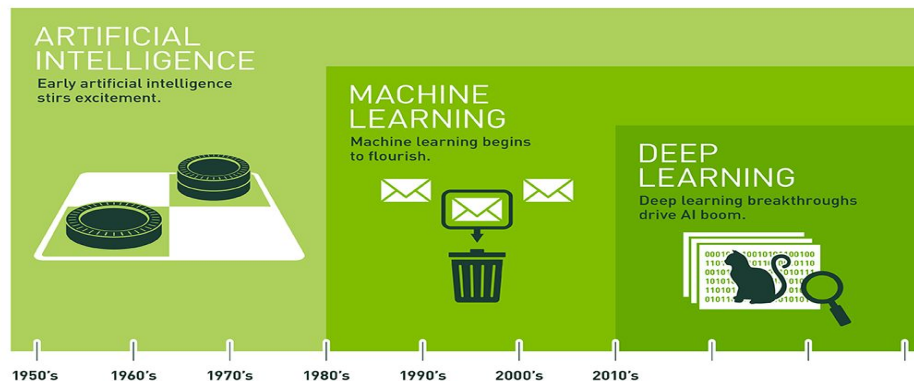 ARTIFICIAL
INTELLIGENCE
Early artificial intelligence
stirs excitement.
MACHINE
LEARNING
Machine learning begins
to flourish.
DEEP
LEARNING
Deep learning breakthroughs
drive AI boom.
1950's 1960's 1970's 1980's 1990's 2000's 2010's